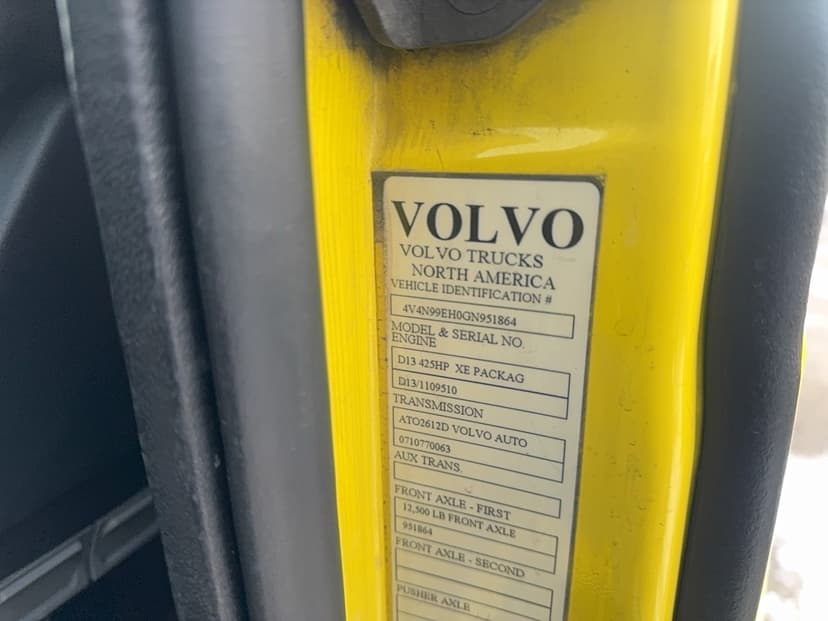 VOLVO
VOLVO TRUCKS
NORTH AMERICA
VEHICLE IDENTIFICATION #
4V4N99EH0GN951864
MODEL & SERIAL NO.
ENGINE
D13 425HP XE PACKAG
D13/1109510
TRANSMISSION
ATO2612D VOLVO AUTO
0710770063
AUX TRANS.
FRONT AXLE - FIRST
12,500 LB FRONT AXLE
951864
FRONT AXLE - SECOND
PUSHER AXLE